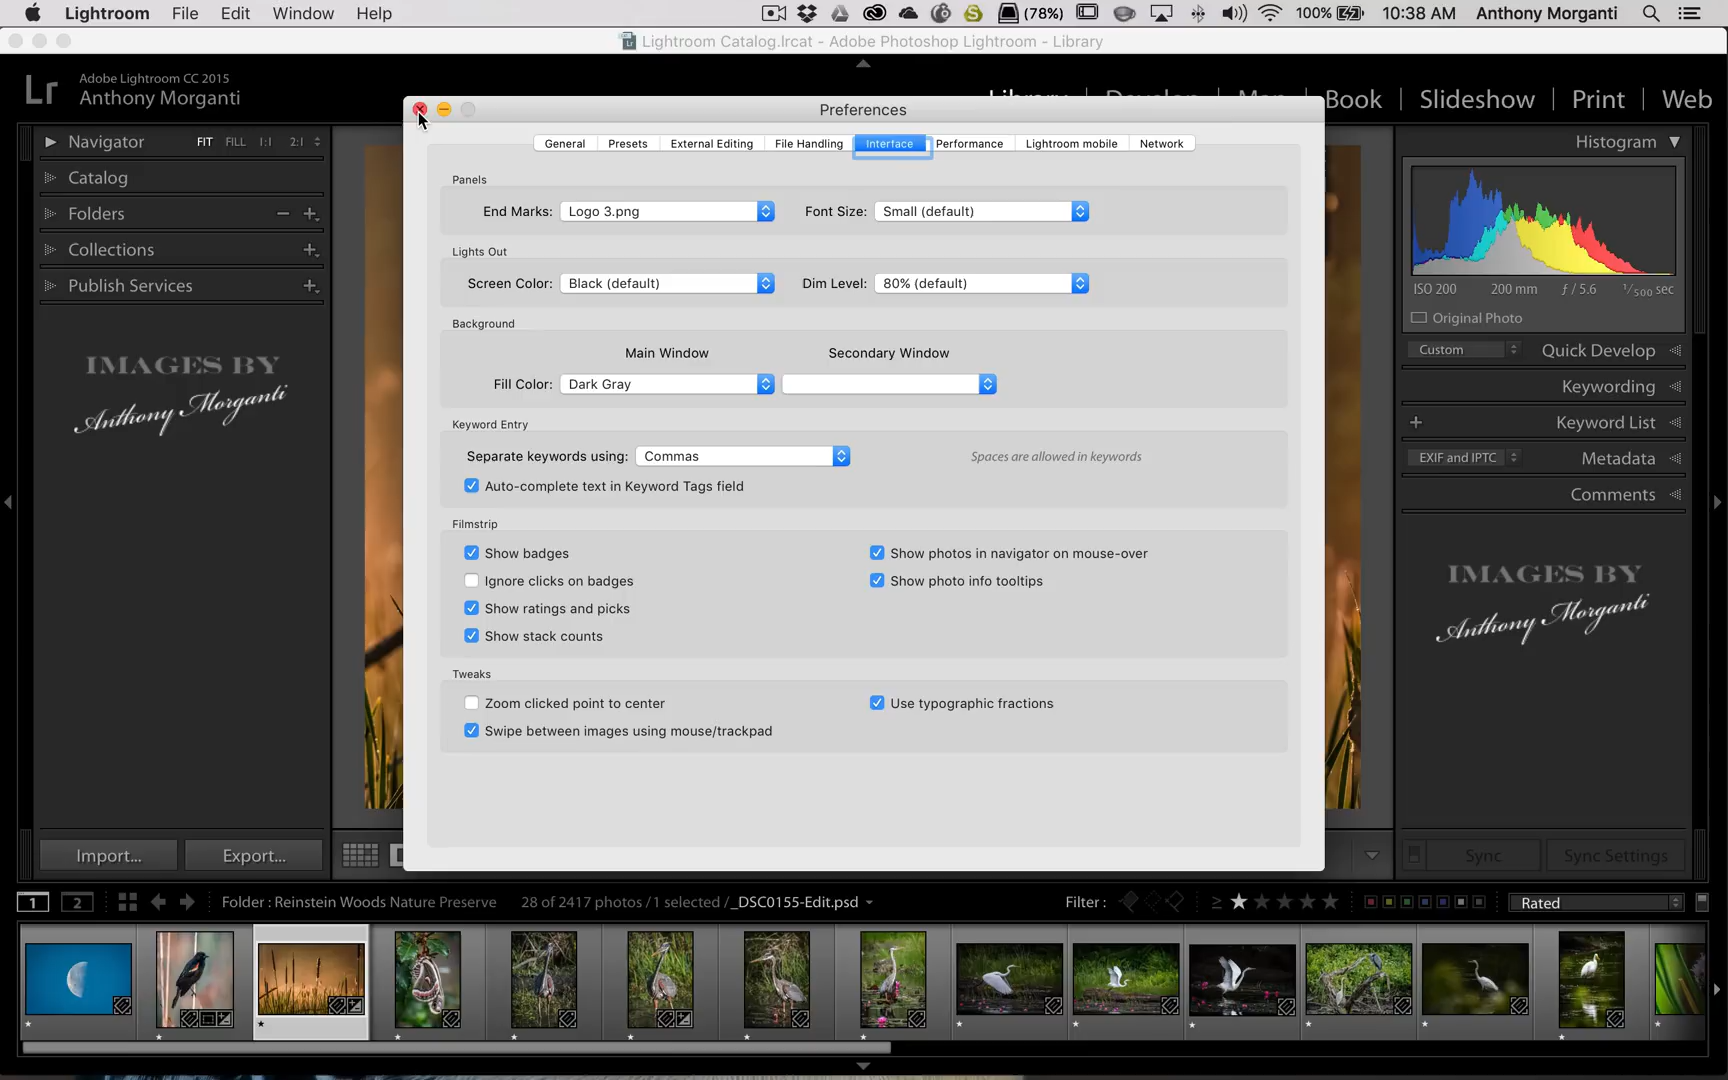 Lightroom File Edit Window Help
(78%) 100% 10:38 AM Anthony Morganti
Lightroom Catalog.lrcat - Adobe Photoshop Lightroom - Library
Lr Adobe Lightroom CC 2015
Anthony Morganti
Book | Slideshow | Print | Web
Preferences
General Presets External Editing File Handling Interface Performance Lightroom mobile Network
Navigator FIT FILL 1:1 2:1
Catalog
Folders
Collections
Publish Services
IMAGES BY
Anthony Morganti
Import... Export...
Panels
End Marks: Logo 3.png Font Size: Small (default)
Lights Out
Screen Color: Black (default) Dim Level: 80% (default)
Background
Main Window Secondary Window
Fill Color: Dark Gray
Keyword Entry
Separate keywords using: Commas Spaces are allowed in keywords
Auto-complete text in Keyword Tags field
Filmstrip
Show badges Show photos in navigator on mouse-over
Ignore clicks on badges Show photo info tooltips
Show ratings and picks
Show stack counts
Tweaks
Zoom clicked point to center Use typographic fractions
Swipe between images using mouse/trackpad
Histogram
ISO 200 200 mm ƒ / 5.6 1/500 sec
Original Photo
Custom Quick Develop
Keywording
Keyword List
EXIF and IPTC Metadata
Comments
IMAGES BY
Anthony Morganti
Sync Sync Settings
1 2 Folder : Reinstein Woods Nature Preserve 28 of 2417 photos / 1 selected / _DSC0155-Edit.psd Filter : ≥ Rated